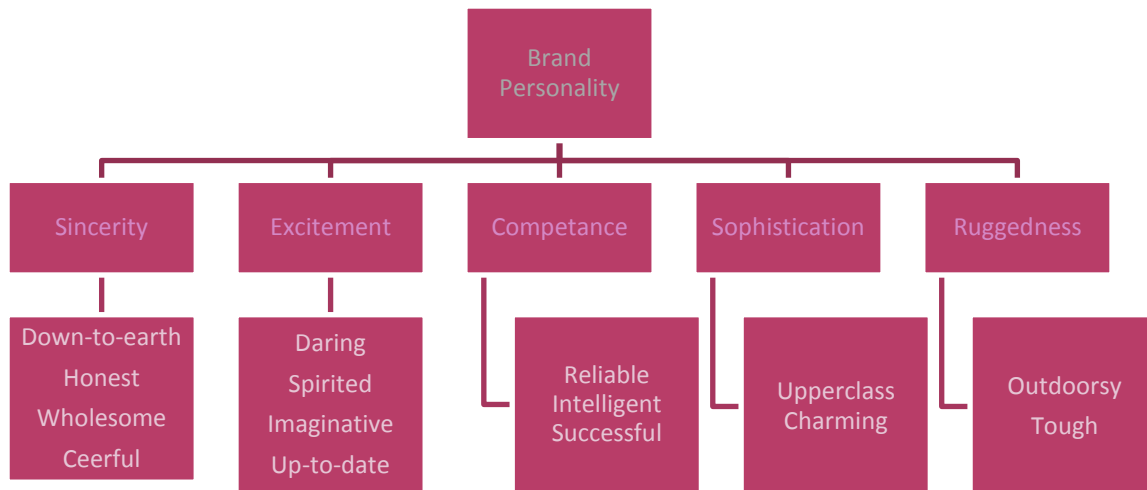 Brand
Personality
Sincerity
Excitement
Competance
Sophistication
Ruggedness
Down-to-earth
Honest
Wholesome
Ceerful
Daring
Spirited
Imaginative
Up-to-date
Reliable
Intelligent
Successful
Upperclass
Charming
Outdoorsy
Tough